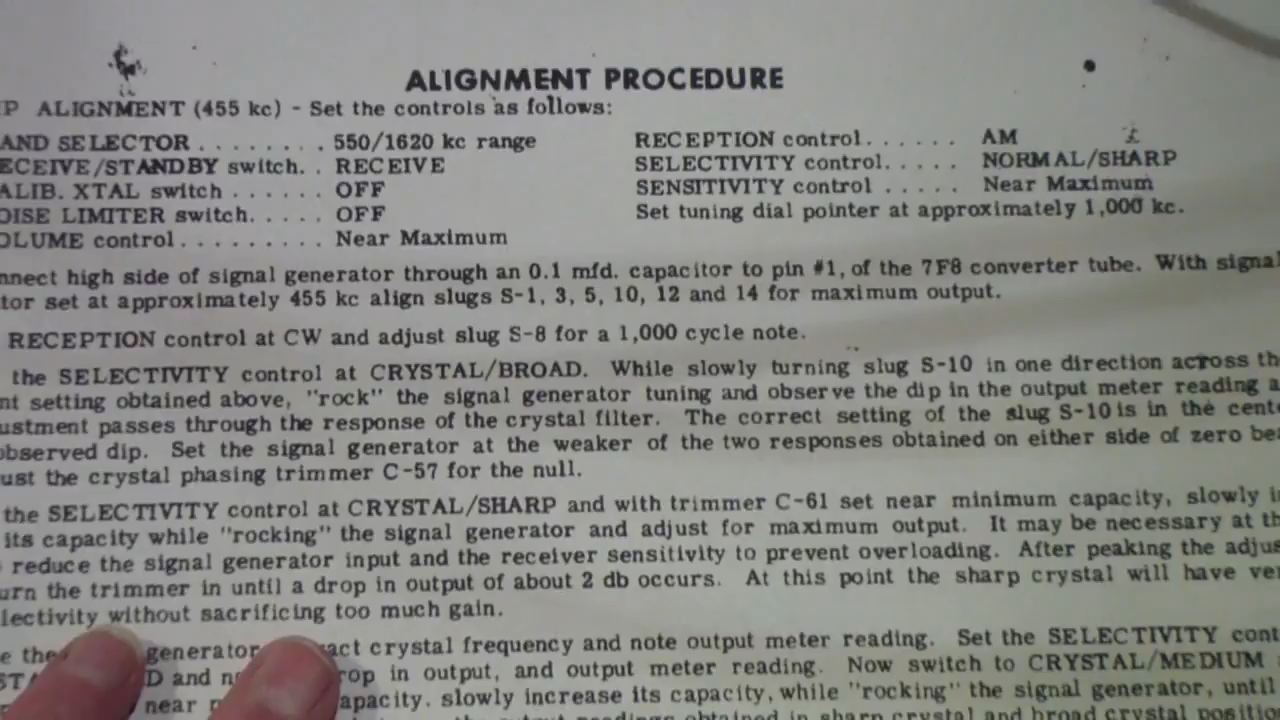 ALIGNMENT PROCEDURE
ALIGNMENT (455 kc) - Set the controls as follows:
AND SELECTOR . . . . . . . . 550/1620 kc range RECEPTION control. . . . . . AM
ECEIVE/STANDBY switch. . RECEIVE SELECTIVITY control. . . . . NORMAL/SHARP
ALIB. XTAL switch . . . . . . OFF SENSITIVITY control . . . . . Near Maximum
OISE LIMITER switch. . . . . OFF Set tuning dial pointer at approximately 1,000 kc.
OLUME control . . . . . . . . . Near Maximum
nnect high side of signal generator through an 0.1 mfd. capacitor to pin #1, of the 7F8 converter tube. With signal
tor set at approximately 455 kc align slugs S-1, 3, 5, 10, 12 and 14 for maximum output.
RECEPTION control at CW and adjust slug S-8 for a 1,000 cycle note.
the SELECTIVITY control at CRYSTAL/BROAD. While slowly turning slug S-10 in one direction across th
nt setting obtained above, "rock" the signal generator tuning and observe the dip in the output meter reading a
ustment passes through the response of the crystal filter. The correct setting of the slug S-10 is in the cent
observed dip. Set the signal generator at the weaker of the two responses obtained on either side of zero bea
ust the crystal phasing trimmer C-57 for the null.
the SELECTIVITY control at CRYSTAL/SHARP and with trimmer C-61 set near minimum capacity, slowly i
its capacity while "rocking" the signal generator and adjust for maximum output. It may be necessary at th
reduce the signal generator input and the receiver sensitivity to prevent overloading. After peaking the adjus
urn the trimmer in until a drop in output of about 2 db occurs. At this point the sharp crystal will have ver
lectivity without sacrificing too much gain.
e the generator act crystal frequency and note output meter reading. Set the SELECTIVITY cont
D and rop in output, and output meter reading. Now switch to CRYSTAL/MEDIUM
near apacity, slowly increase its capacity, while "rocking" the signal generator, until
readings obtained in sharp crystal and broad crystal positio